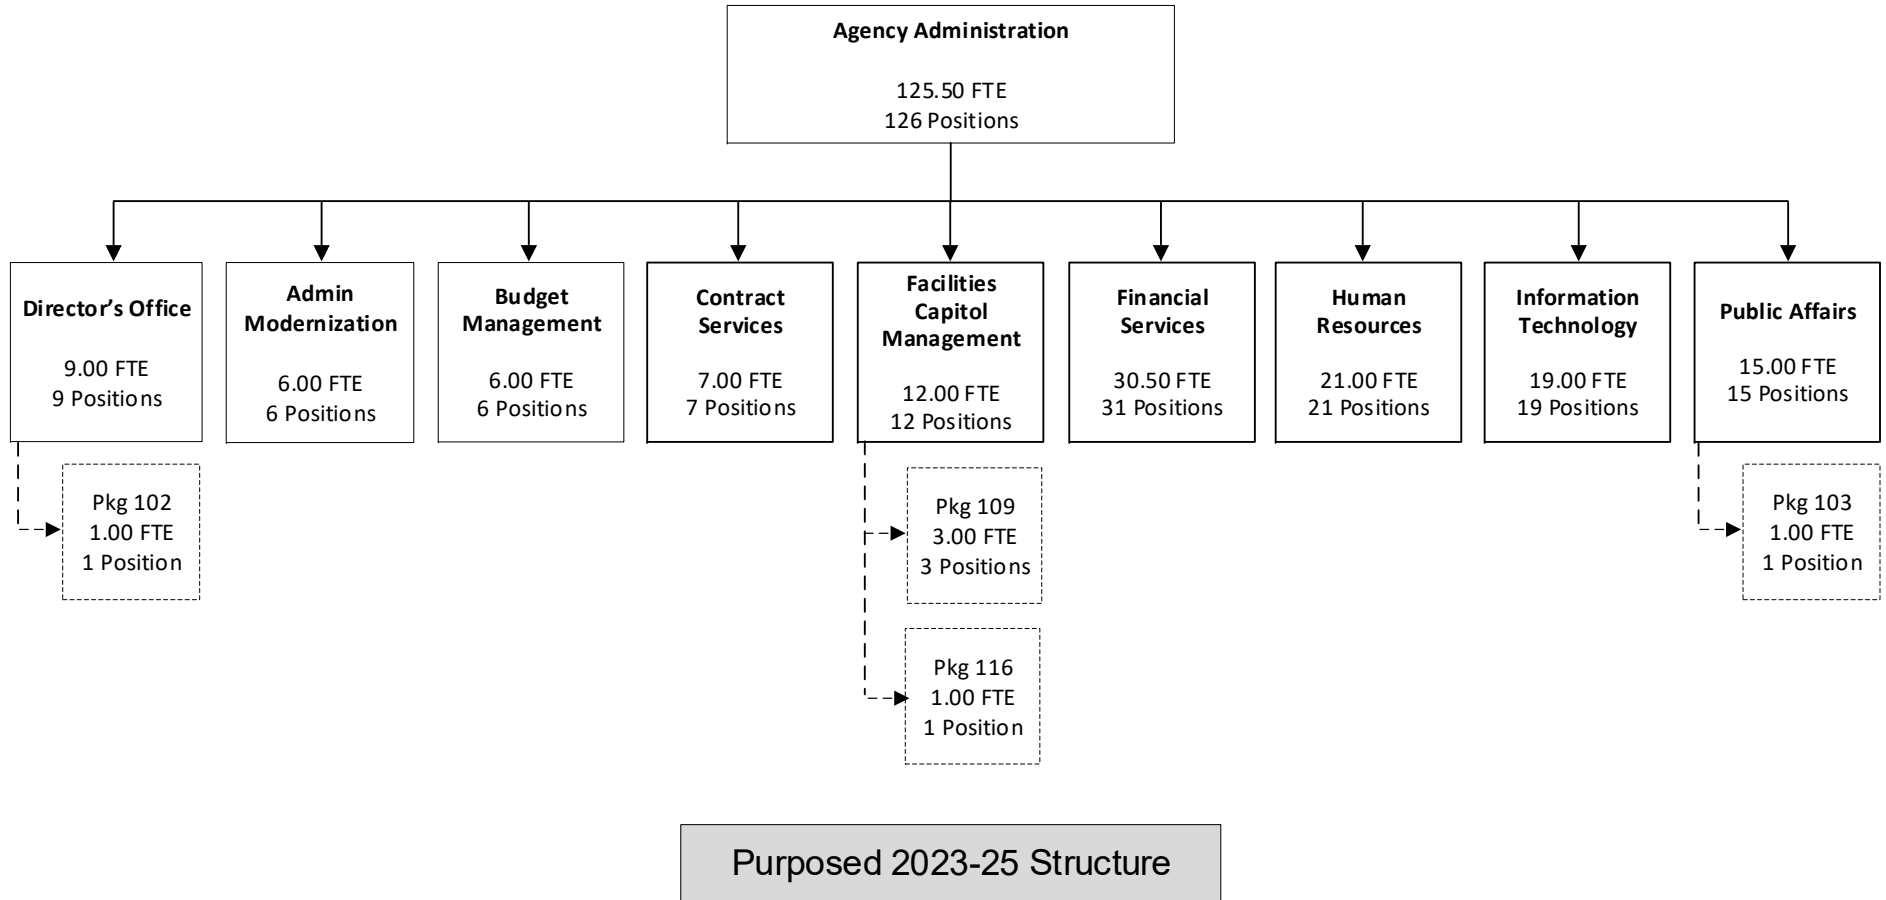 Agency Administration
125.50 FTE
126 Positions
Director’s Office
9.00 FTE
9 Positions
Admin
Modernization
6.00 FTE
6 Positions
Budget
Management
6.00 FTE
6 Positions
Contract
Services
7.00 FTE
7 Positions
Facilities
Capitol
Management
12.00 FTE
12 Positions
Financial
Services
30.50 FTE
31 Positions
Human
Resources
21.00 FTE
21 Positions
Information
Technology
19.00 FTE
19 Positions
Public Affairs
15.00 FTE
15 Positions
Pkg 102
1.00 FTE
1 Position
Pkg 109
3.00 FTE
3 Positions
Pkg 116
1.00 FTE
1 Position
Pkg 103
1.00 FTE
1 Position
Purposed 2023-25 Structure